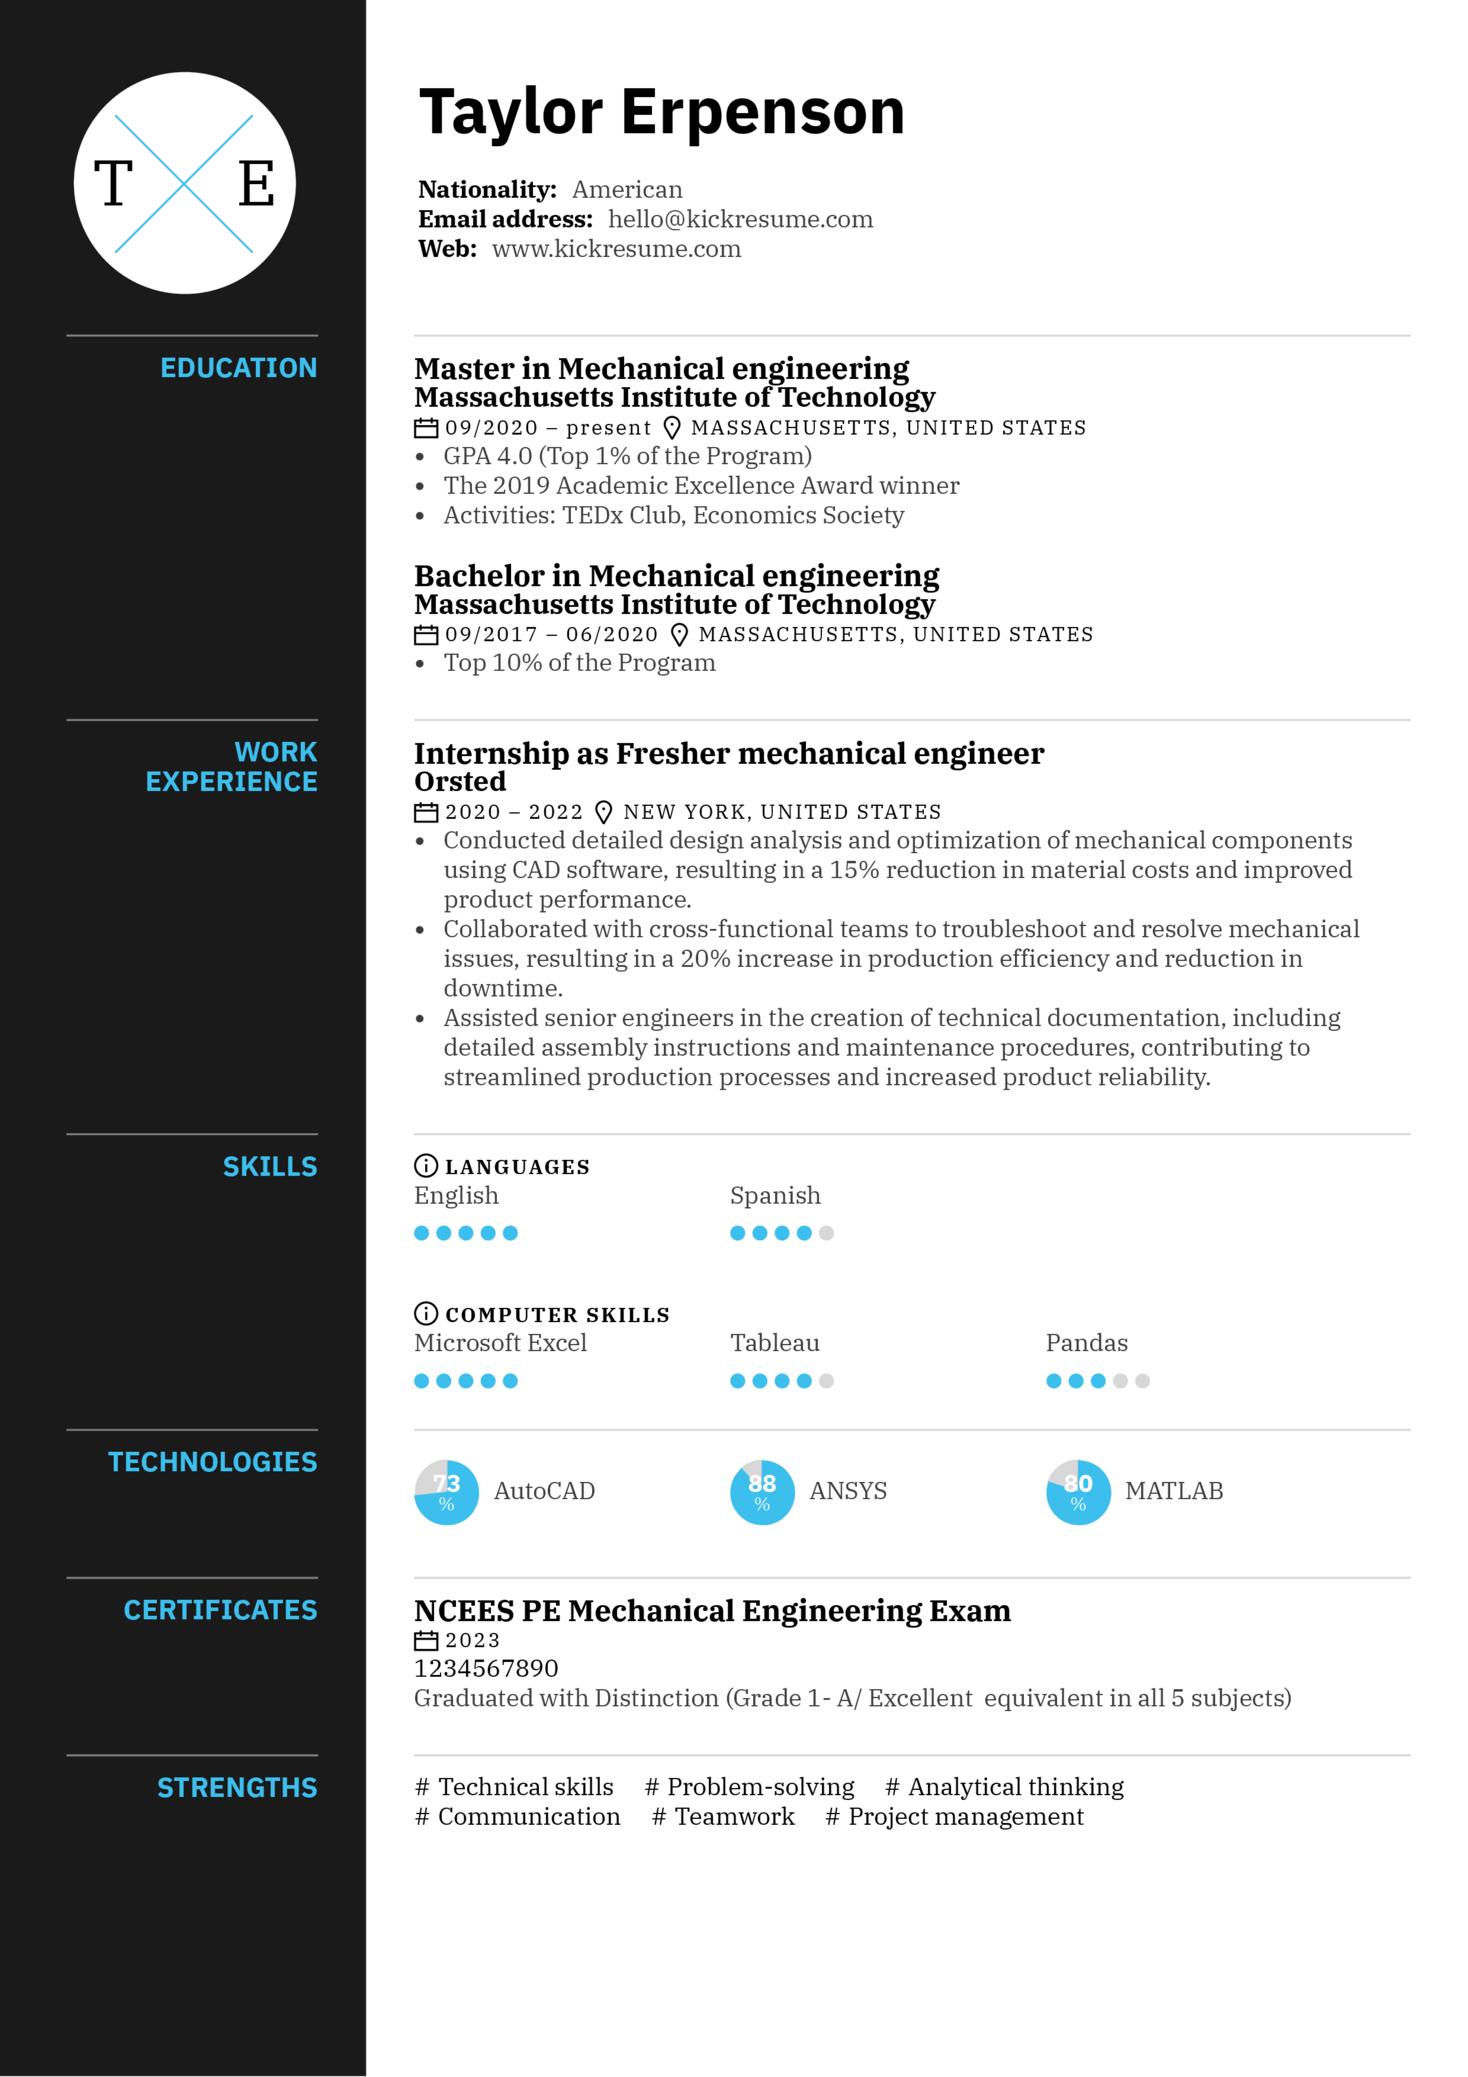 T E
Taylor Erpenson
Nationality: American
Email address: hello@kickresume.com
Web: www.kickresume.com
EDUCATION
Master in Mechanical engineering
Massachusetts Institute of Technology
09/2020 – present MASSACHUSETTS, UNITED STATES
• GPA 4.0 (Top 1% of the Program)
• The 2019 Academic Excellence Award winner
• Activities: TEDx Club, Economics Society
Bachelor in Mechanical engineering
Massachusetts Institute of Technology
09/2017 – 06/2020 MASSACHUSETTS, UNITED STATES
• Top 10% of the Program
WORK
EXPERIENCE
Internship as Fresher mechanical engineer
Orsted
2020 – 2022 NEW YORK, UNITED STATES
• Conducted detailed design analysis and optimization of mechanical components
using CAD software, resulting in a 15% reduction in material costs and improved
product performance.
• Collaborated with cross-functional teams to troubleshoot and resolve mechanical
issues, resulting in a 20% increase in production efficiency and reduction in
downtime.
• Assisted senior engineers in the creation of technical documentation, including
detailed assembly instructions and maintenance procedures, contributing to
streamlined production processes and increased product reliability.
SKILLS
LANGUAGES
English Spanish
COMPUTER SKILLS
Microsoft Excel Tableau Pandas
TECHNOLOGIES
73 % AutoCAD 88 % ANSYS 80 % MATLAB
CERTIFICATES
NCEES PE Mechanical Engineering Exam
2023
1234567890
Graduated with Distinction (Grade 1- A/ Excellent  equivalent in all 5 subjects)
STRENGTHS
# Technical skills # Problem-solving # Analytical thinking
# Communication # Teamwork # Project management